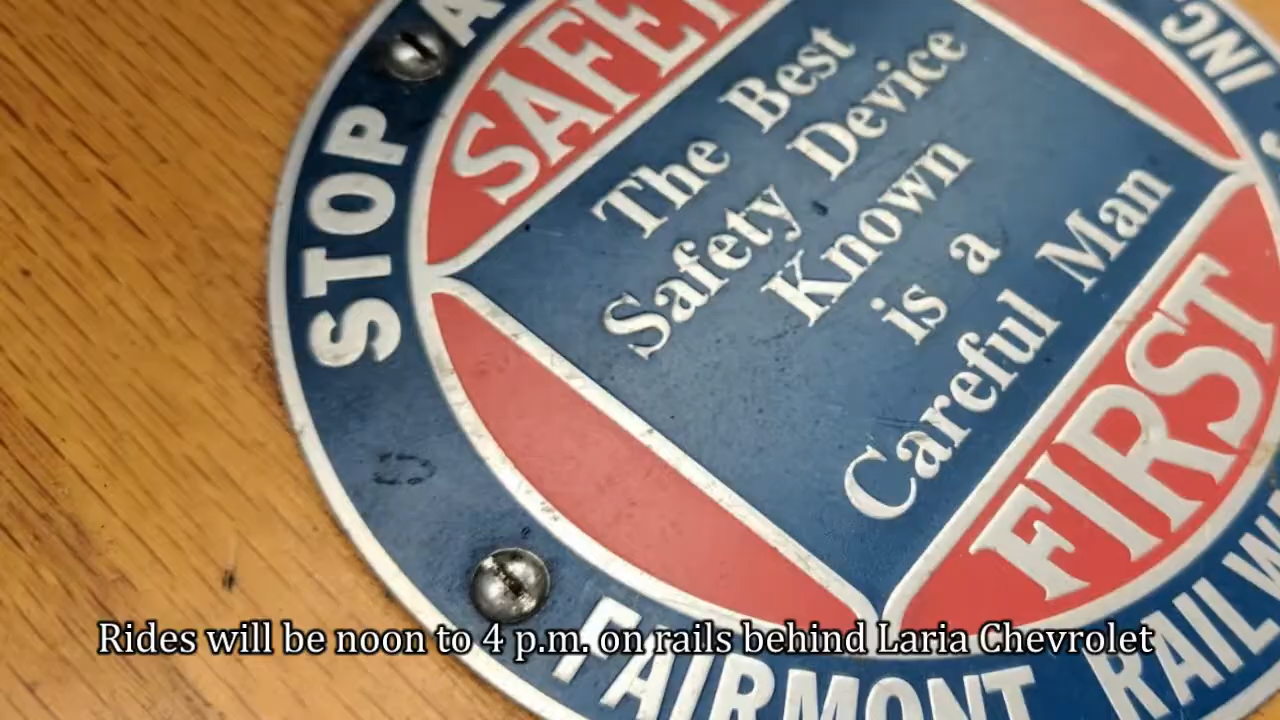 STOP A
SAFET
The Best
Safety Device
Known
is a
Careful Man
FIRST
FAIRMONT RAILW
INC
Rides will be noon to 4 p.m. on rails behind Laria Chevrolet